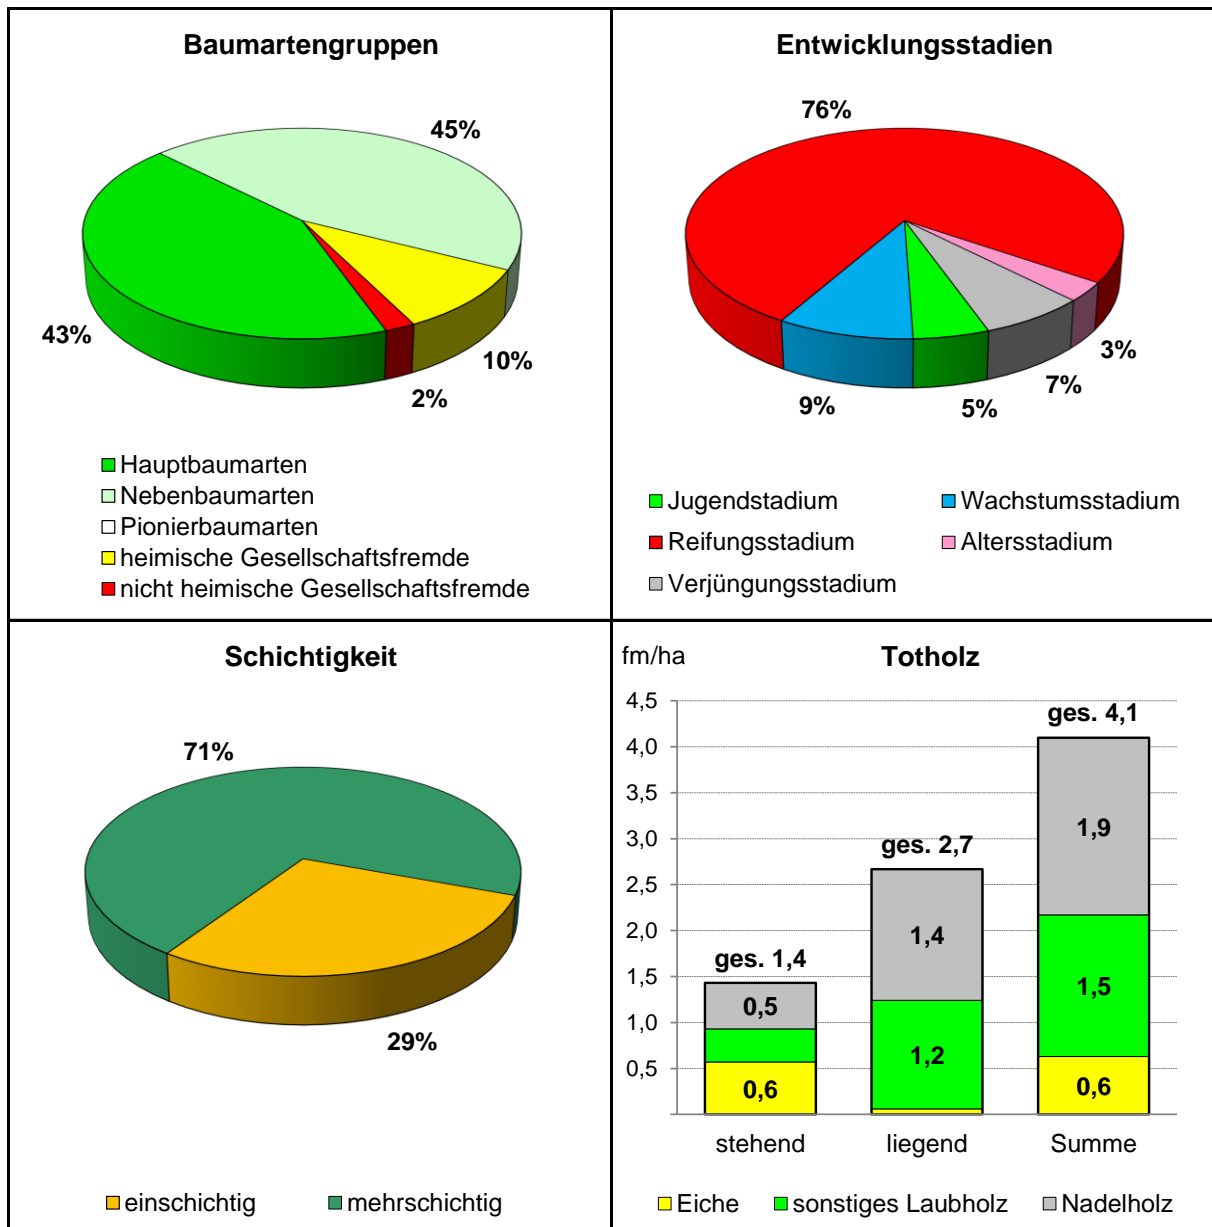 Baumartengruppen
45%
43%
10%
2%
Hauptbaumarten
Nebenbaumarten
Pionierbaumarten
heimische Gesellschaftsfremde
nicht heimische Gesellschaftsfremde
Entwicklungsstadien
76%
3%
7%
9%
5%
Jugendstadium
Wachstumsstadium
Reifungsstadium
Altersstadium
Verjüngungsstadium
Schichtigkeit
71%
29%
einschichtig
mehrschichtig
fm/ha
Totholz
4,5
4,0
3,5
3,0
2,5
2,0
1,5
1,0
0,5
ges. 1,4
0,5
0,6
ges. 2,7
1,4
1,2
ges. 4,1
1,9
1,5
0,6
stehend
liegend
Summe
Eiche
sonstiges Laubholz
Nadelholz